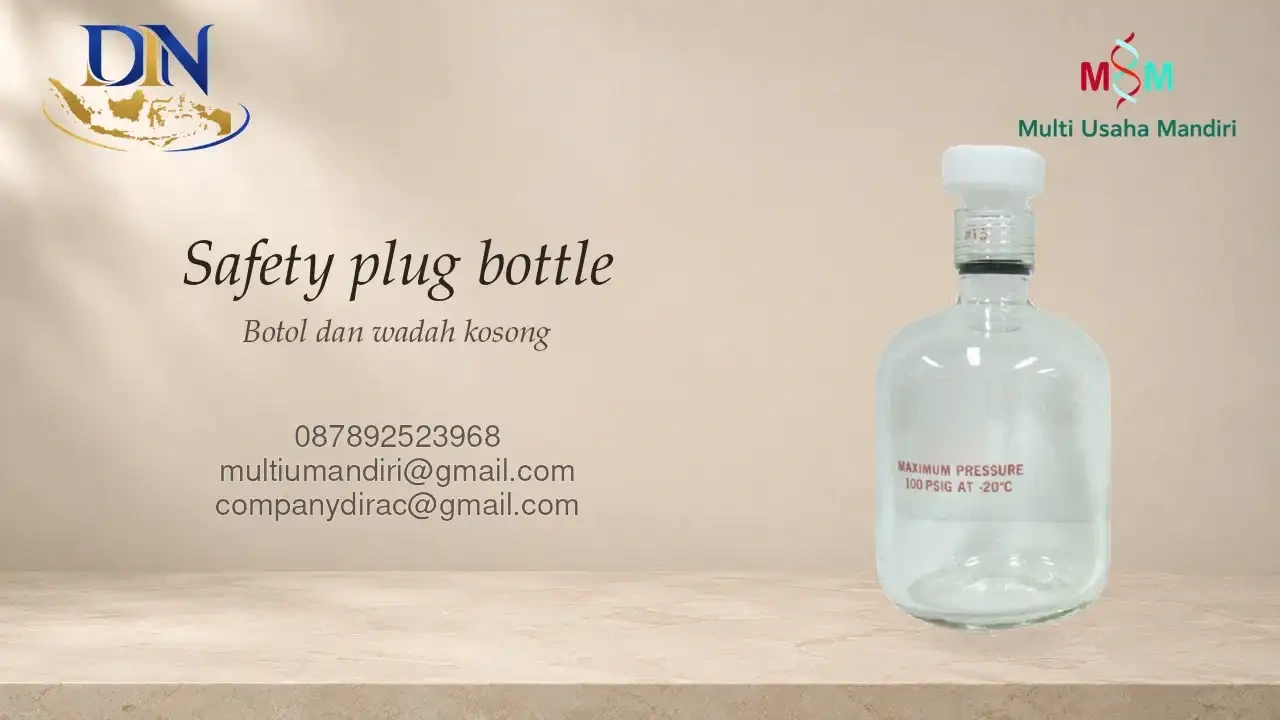 DN
M M
Multi Usaha Mandiri
Safety plug bottle
Botol dan wadah kosong
087892523968
multiumandiri@gmail.com
companydirac@gmail.com
MAXIMUM PRESSURE
100 PSIG AT -20°C